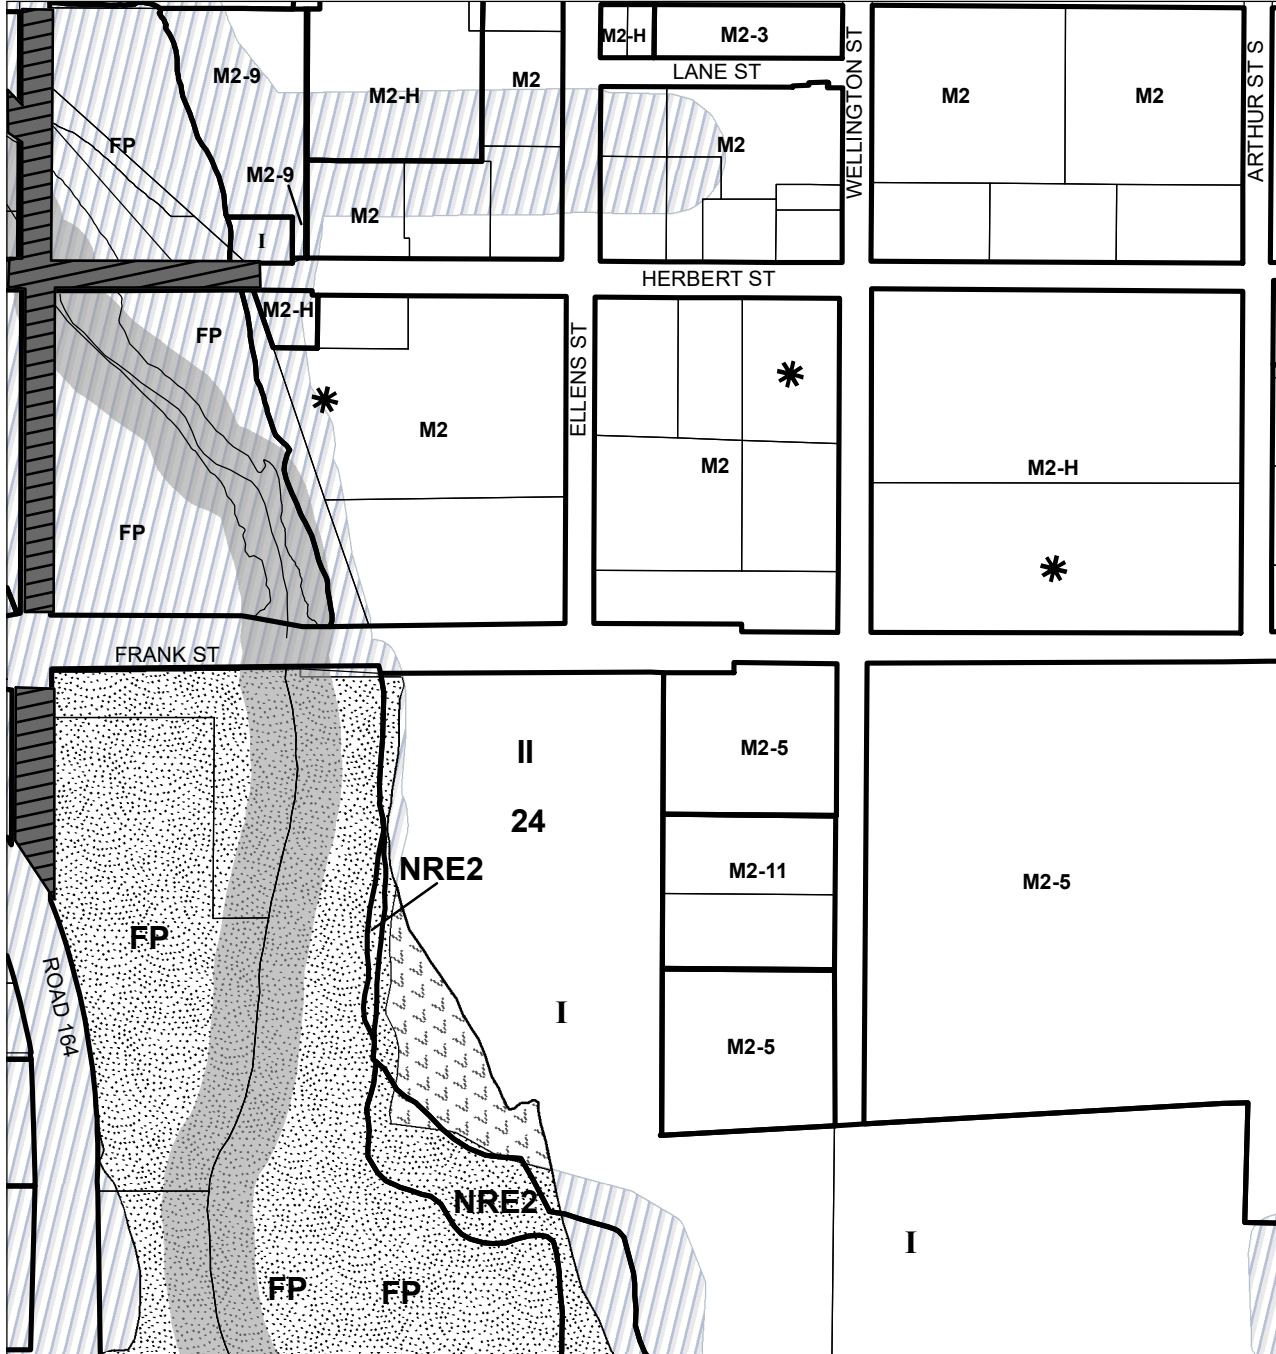 M2-H
M2-3
LANE ST
WELLINGTON ST
ARTHUR ST S
M2-9
M2-H
M2
M2
M2
M2
FP
M2-9
M2
I
HERBERT ST
M2-H
FP
ELLENS ST
M2
M2
M2-H
FP
FRANK ST
II
M2-5
24
NRE2
M2-11
M2-5
FP
ROAD 164
I
M2-5
NRE2
I
FP
FP